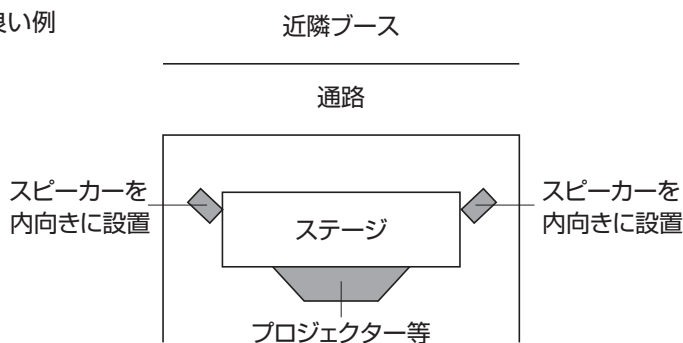 良い例
近隣ブース
通路
スピーカーを
内向きに設置
ステージ
スピーカーを
内向きに設置
プロジェクター等